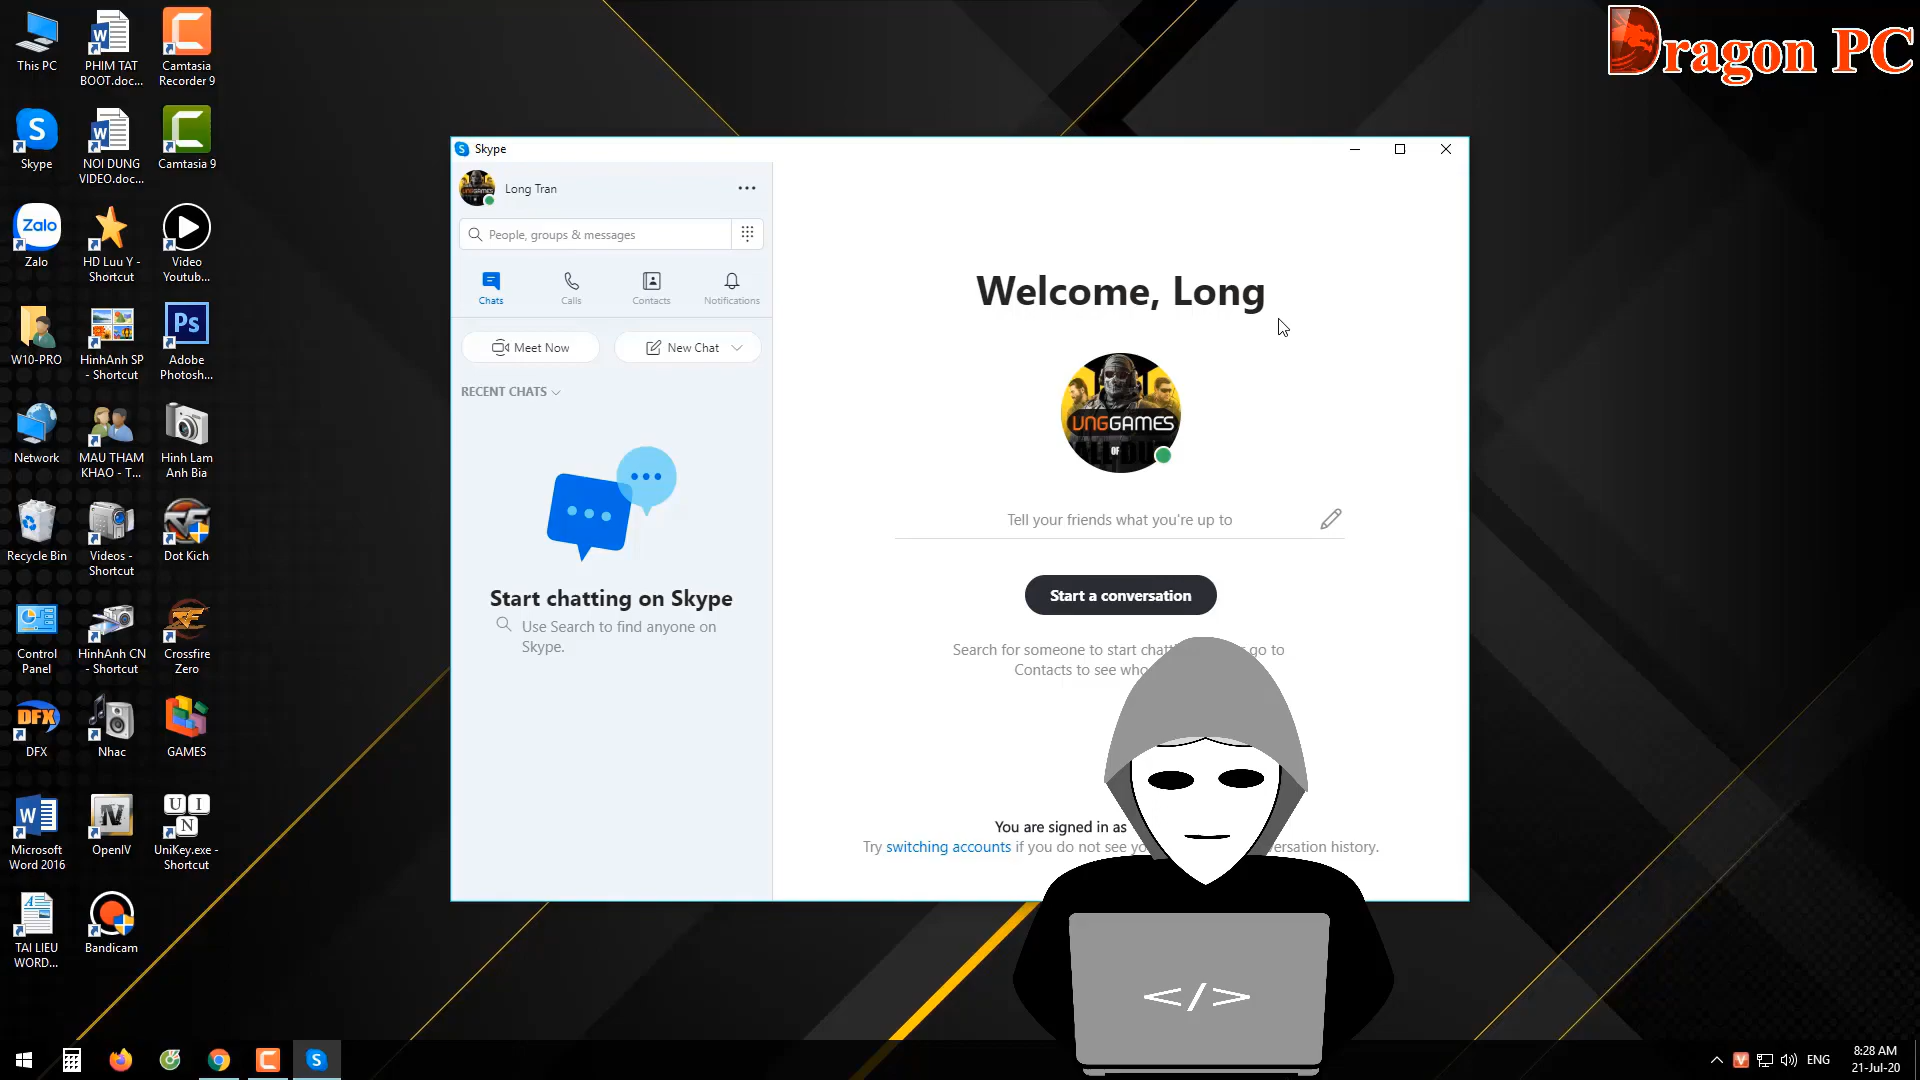 This PC
PHIM TAT
BOOT.doc...
Camtasia
Recorder 9
Skype
NOI DUNG
VIDEO.doc...
Camtasia 9
Zalo
Zalo
HD Luu Y -
Shortcut
Video
Youtub...
W10-PRO
HinhAnh SP
- Shortcut
Ps
Adobe
Photosh...
Network
MAU THAM
KHAO - T...
Hinh Lam
Anh Bia
Recycle Bin
Videos -
Shortcut
Dot Kich
Control
Panel
HinhAnh CN
- Shortcut
Crossfire
Zero
DFX
DFX
Nhac
GAMES
Microsoft
Word 2016
OpenIV
U I
N
UniKey.exe -
Shortcut
TAI LIEU
WORD...
Bandicam
Dragon PC
Skype
Long Tran
People, groups & messages
Chats
Calls
Contacts
Notifications
Meet Now
New Chat
RECENT CHATS
Start chatting on Skype
Use Search to find anyone on
Skype.
Welcome, Long
VNGGAMES
OF
Tell your friends what you're up to
Start a conversation
Search for someone to start go to
Contacts to see
You are signed in as
Try switching accounts if you do not see history.
</>
ENG
8:28 AM
21-Jul-20